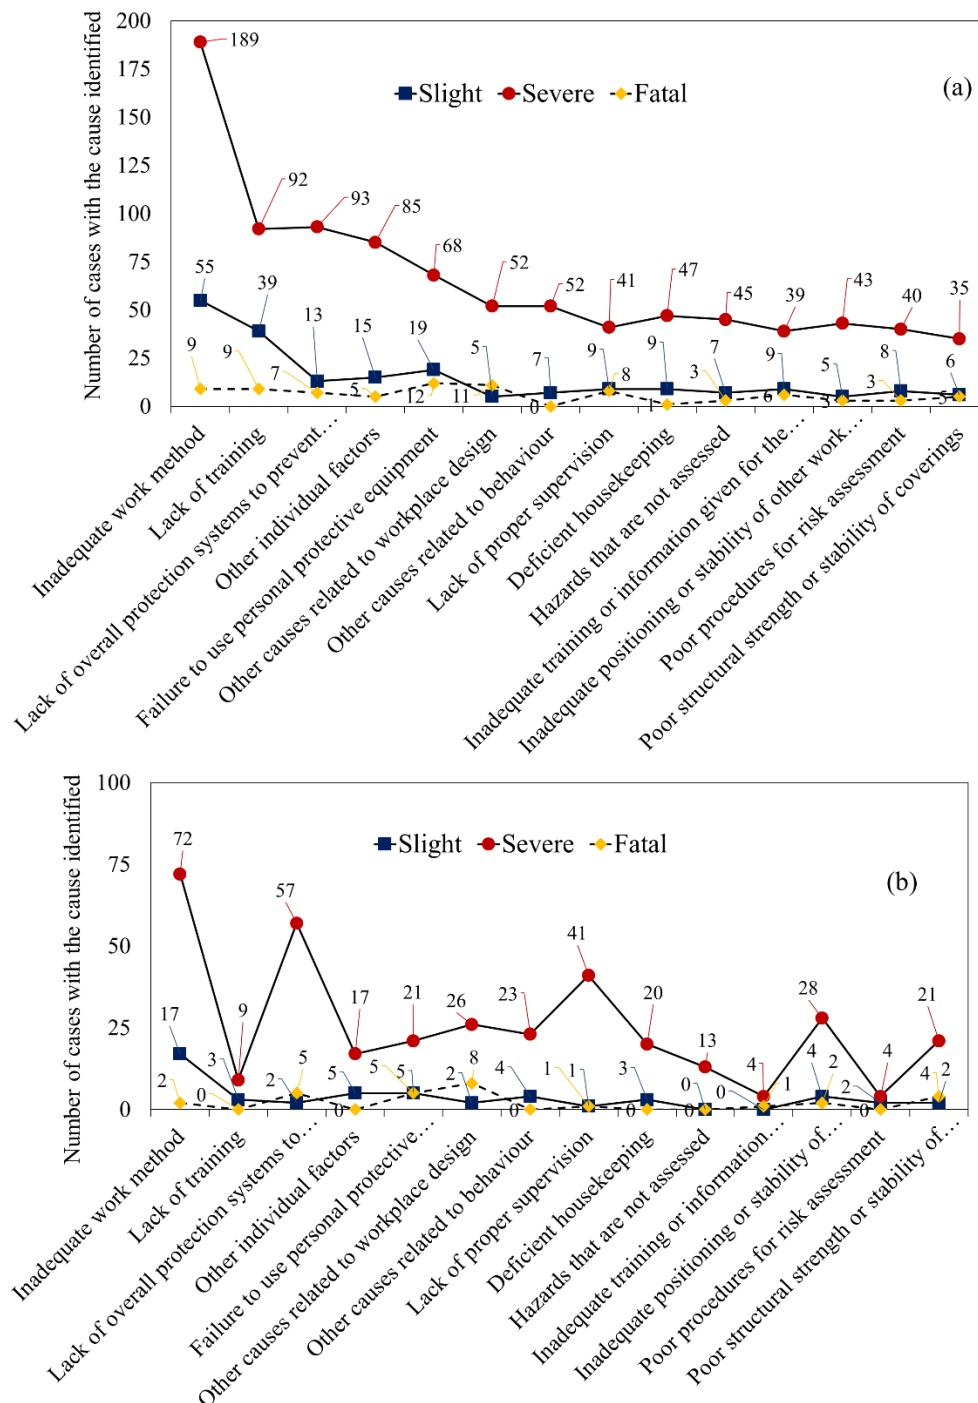 Number of cases with the cause identified
200
175
150
125
100
75
50
25
0
Slight Severe Fatal
(a)
189
92
93
85
68
52
52
41
47
45
39
43
40
35
55
39
13
15
19
5
7
9
9
7
9
5
8
6
9
9
7
5
12
11
0
8
1
3
6
3
3
5
Inadequate work method
Lack of training
Lack of overall protection systems to prevent…
Other individual factors
Failure to use personal protective equipment
Other causes related to workplace design
Other causes related to behaviour
Lack of proper supervision
Deficient housekeeping
Hazards that are not assessed
Inadequate training or information given for the…
Inadequate positioning or stability of other work…
Poor procedures for risk assessment
Poor structural strength or stability of coverings
Number of cases with the cause identified
100
75
50
25
0
Slight Severe Fatal
(b)
72
9
57
17
21
26
23
41
20
13
4
28
4
21
17
3
2
5
5
2
4
1
3
0
0
4
2
2
2
0
5
0
5
8
0
1
0
0
1
2
0
4
Inadequate work method
Lack of training
Lack of overall protection systems to…
Other individual factors
Failure to use personal protective…
Other causes related to workplace design
Other causes related to behaviour
Lack of proper supervision
Deficient housekeeping
Hazards that are not assessed
Inadequate training or information…
Inadequate positioning or stability of…
Poor procedures for risk assessment
Poor structural strength or stability of…